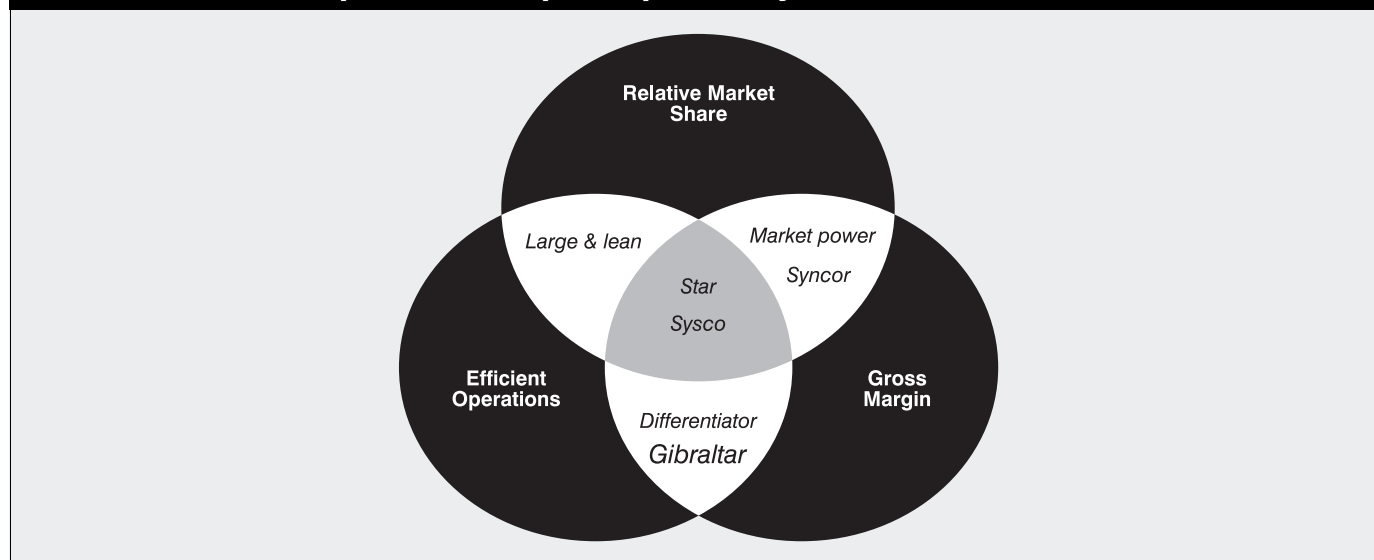 Relative Market
Share
Large & lean
Market power
Syncor
Star
Sysco
Efficient
Operations
Gross
Margin
Differentiator
Gibraltar